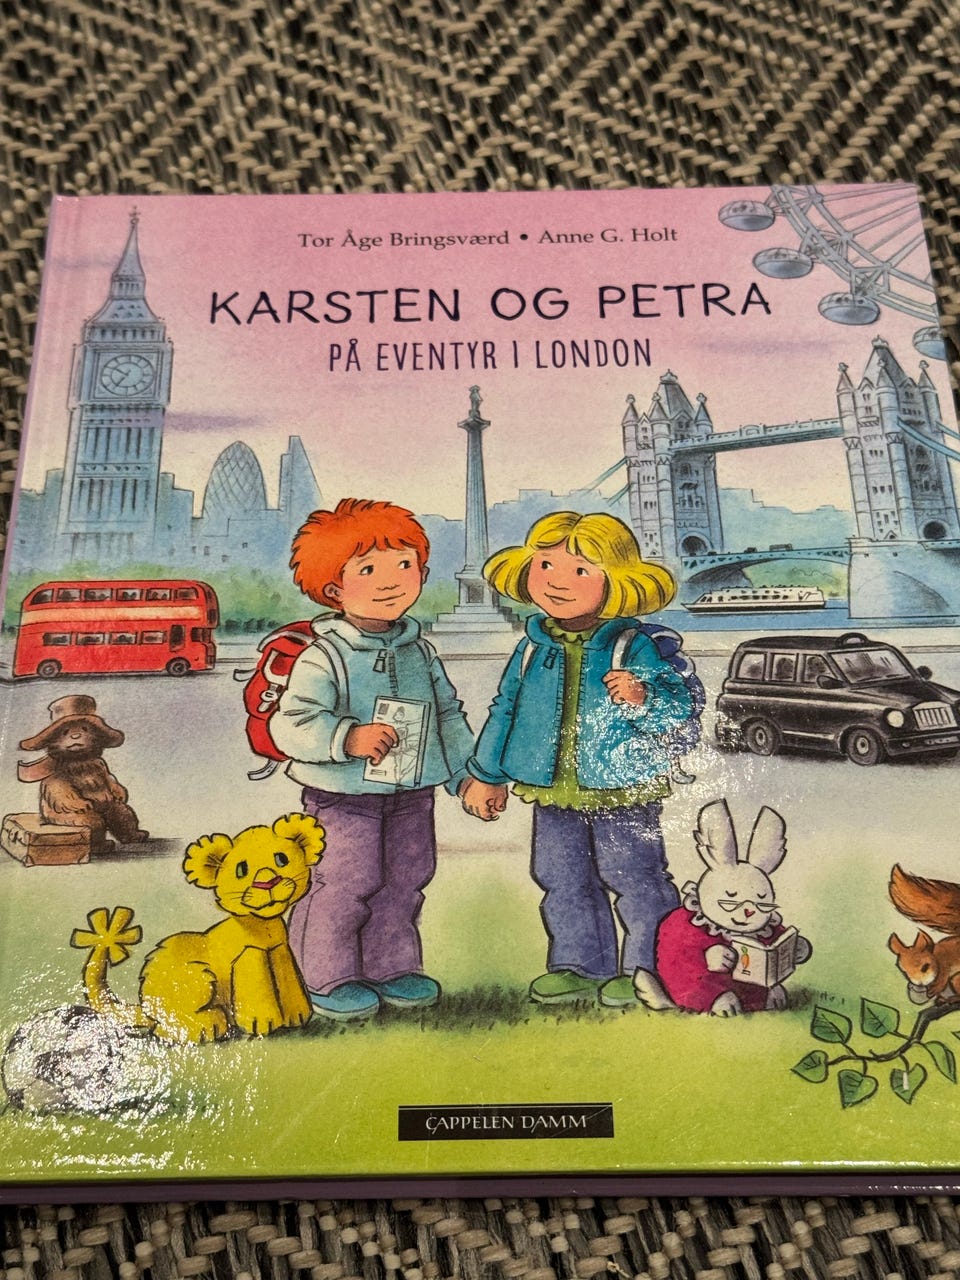 Tor Åge Bringsværd • Anne G. Holt
KARSTEN OG PETRA
PÅ EVENTYR I LONDON
CAPPELEN DAMM